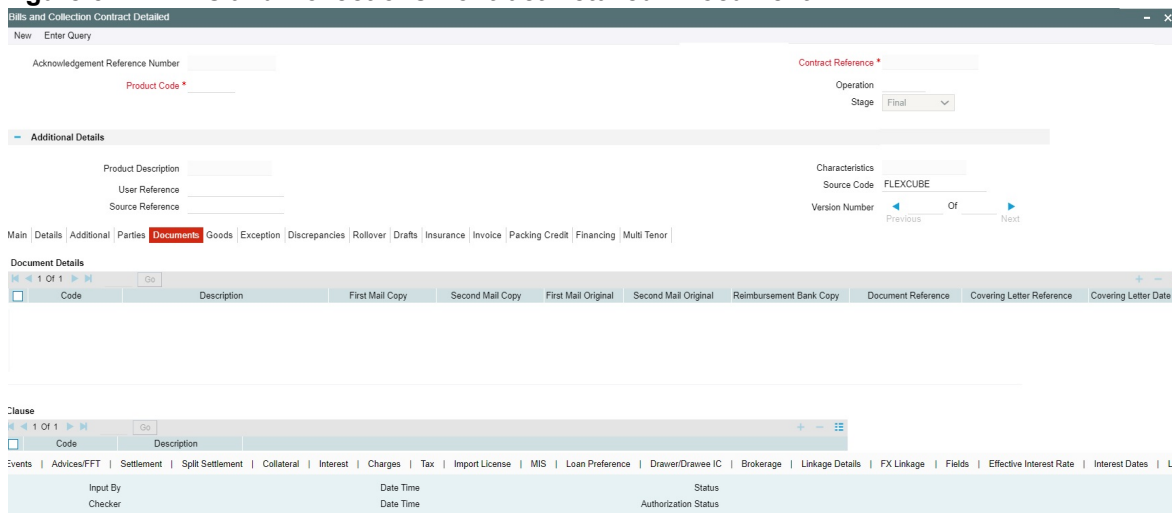 Bills and Collection Contract Detailed
New Enter Query
Acknowledgement Reference Number
Contract Reference *
Product Code *
Operation
Stage Final
Additional Details
Product Description
Characteristics
User Reference
Source Code FLEXCUBE
Source Reference
Version Number Of
Previous Next
Main | Details | Additional | Parties | Documents | Goods | Exception | Discrepancies | Rollover | Drafts | Insurance | Invoice | Packing Credit | Financing | Multi Tenor |
Document Details
1 Of 1 Go
Code Description First Mail Copy Second Mail Copy First Mail Original Second Mail Original Reimbursement Bank Copy Document Reference Covering Letter Reference Covering Letter Date
Clause
1 Of 1 Go
Code Description
Events | Advices/FFT | Settlement | Split Settlement | Collateral | Interest | Charges | Tax | Import License | MIS | Loan Preference | Drawer/Drawee IC | Brokerage | Linkage Details | FX Linkage | Fields | Effective Interest Rate | Interest Dates |
Input By Date Time Status
Checker Date Time Authorization Status